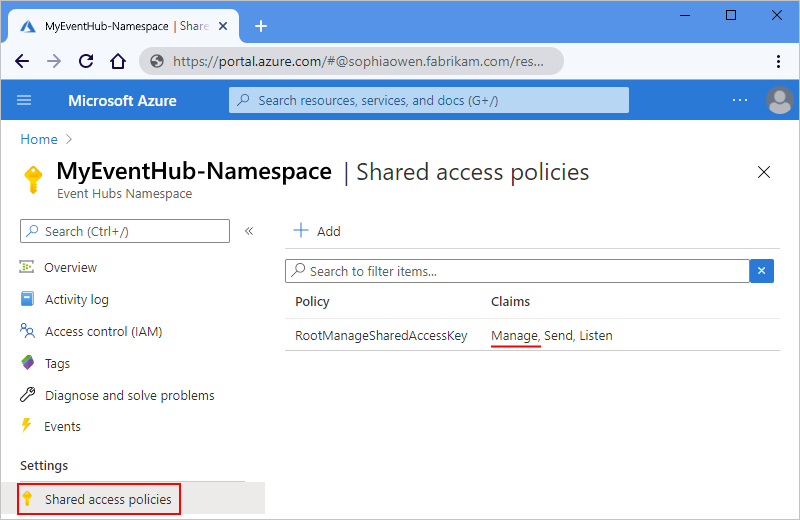 MyEventHub-Namespace | Share
https://portal.azure.com/#@sophiaowen.fabrikam.com/res...
Microsoft Azure
Search resources, services, and docs (G+/)
Home
MyEventHub-Namespace | Shared access policies
Event Hubs Namespace
Search (Ctrl+/)
Add
Overview
Search to filter items...
Activity log
Policy Claims
Access control (IAM)
RootManageSharedAccessKey Manage, Send, Listen
Tags
Diagnose and solve problems
Events
Settings
Shared access policies